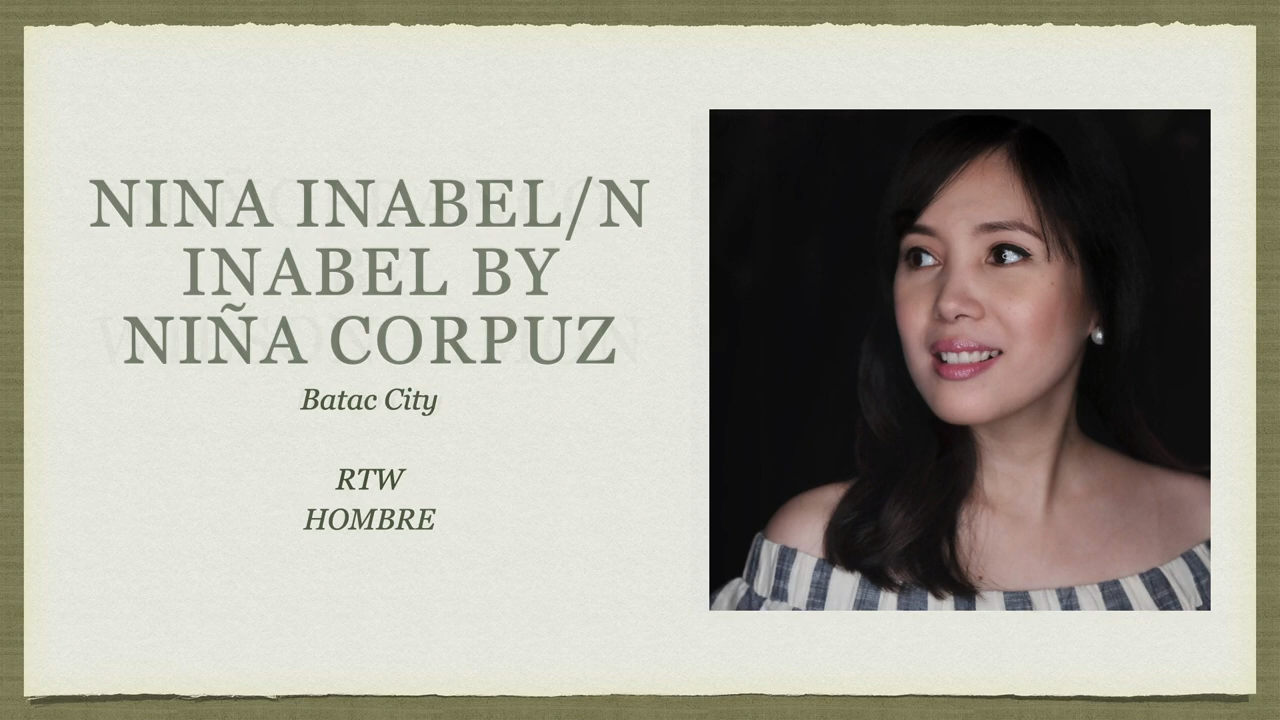 NINA INABEL/N
INABEL BY
NIÑA CORPUZ
Batac City
RTW
HOMBRE